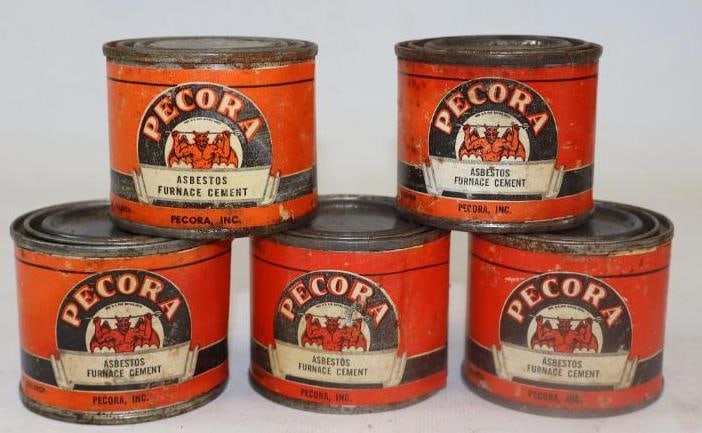 PECORA
ASBESTOS
FURNACE CEMENT
PECORA, INC.
PECORA
ASBESTOS
FURNACE CEMENT
PECORA, INC.
PECORA
ASBESTOS
FURNACE CEMENT
PECORA, INC.
PECORA
ASBESTOS
FURNACE CEMENT
PECORA, INC.
PECORA
ASBESTOS
FURNACE CEMENT
PECORA, INC.